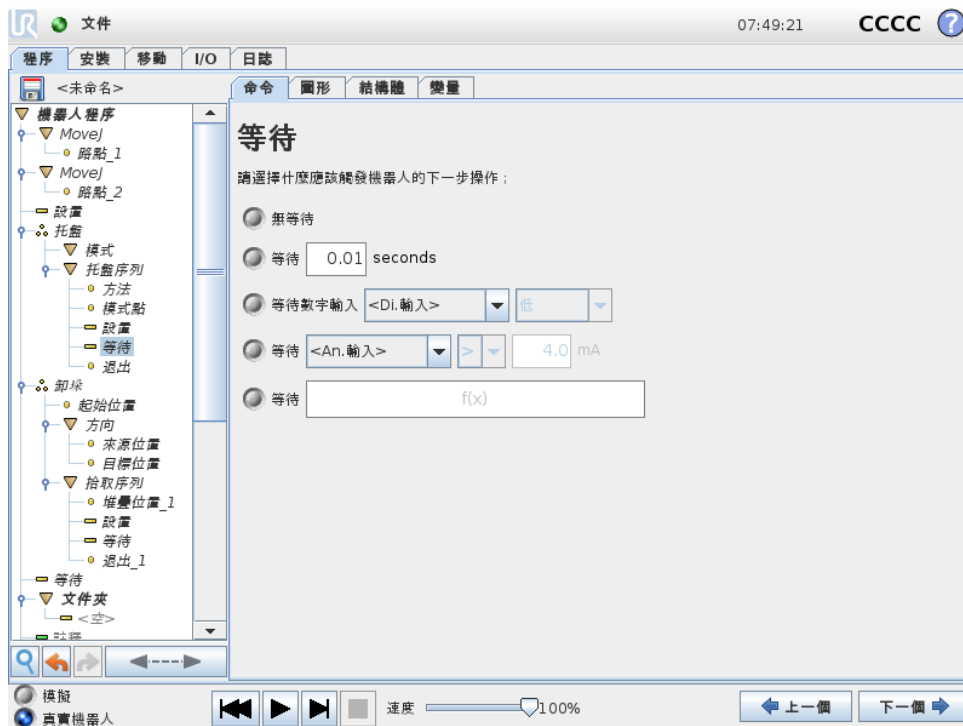 UR 文件 07:49:21 CCCC ?
程序 安裝 移動 I/O 日誌
<未命名>
命令 圖形 結構體 變量
機器人程序
MoveJ
路點_1
MoveJ
路點_2
設置
托盤
模式
托盤序列
方法
模式點
設置
等待
退出
卸垛
起始位置
方向
來源位置
目標位置
拾取序列
堆疊位置_1
設置
等待
退出_1
等待
文件夾
<空>
註釋
等待
請選擇什麼應該觸發機器人的下一步操作；
無等待
等待 0.01 seconds
等待數字輸入 <Di.輸入> 低
等待 <An.輸入> > 4.0 mA
等待 f(x)
模擬
真實機器人
速度 100%
上一個 下一個